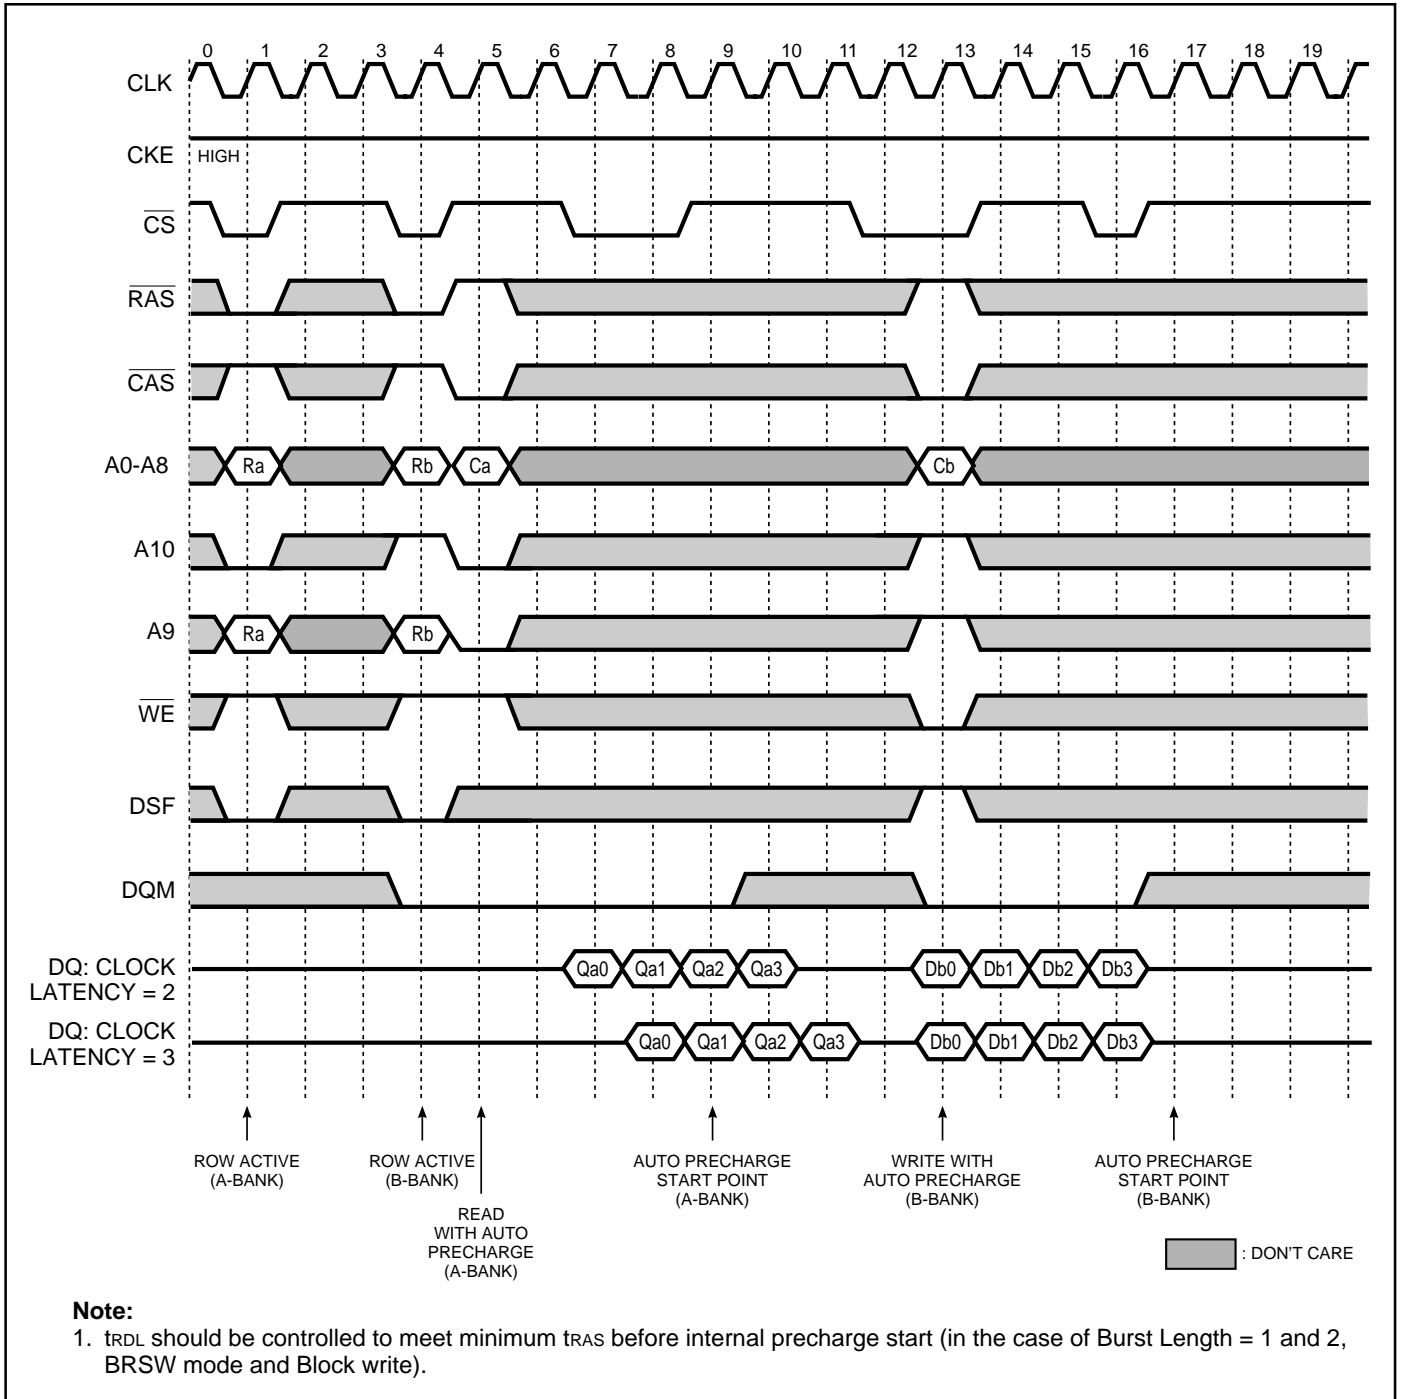 0 1 2 3 4 5 6 7 8 9 10 11 12 13 14 15 16 17 18 19
CLK
CKE HIGH
CS
RAS
CAS
A0-A8 Ra Rb Ca Cb
A10
A9 Ra Rb
WE
DSF
DQM
DQ: CLOCK
LATENCY = 2 Qa0 Qa1 Qa2 Qa3 Db0 Db1 Db2 Db3
DQ: CLOCK
LATENCY = 3 Qa0 Qa1 Qa2 Qa3 Db0 Db1 Db2 Db3
ROW ACTIVE
(A-BANK)
ROW ACTIVE
(B-BANK)
READ
WITH AUTO
PRECHARGE
(A-BANK)
AUTO PRECHARGE
START POINT
(A-BANK)
WRITE WITH
AUTO PRECHARGE
(B-BANK)
AUTO PRECHARGE
START POINT
(B-BANK)
: DON'T CARE
Note:
1. tRDL should be controlled to meet minimum tRAS before internal precharge start (in the case of Burst Length = 1 and 2,
BRSW mode and Block write).